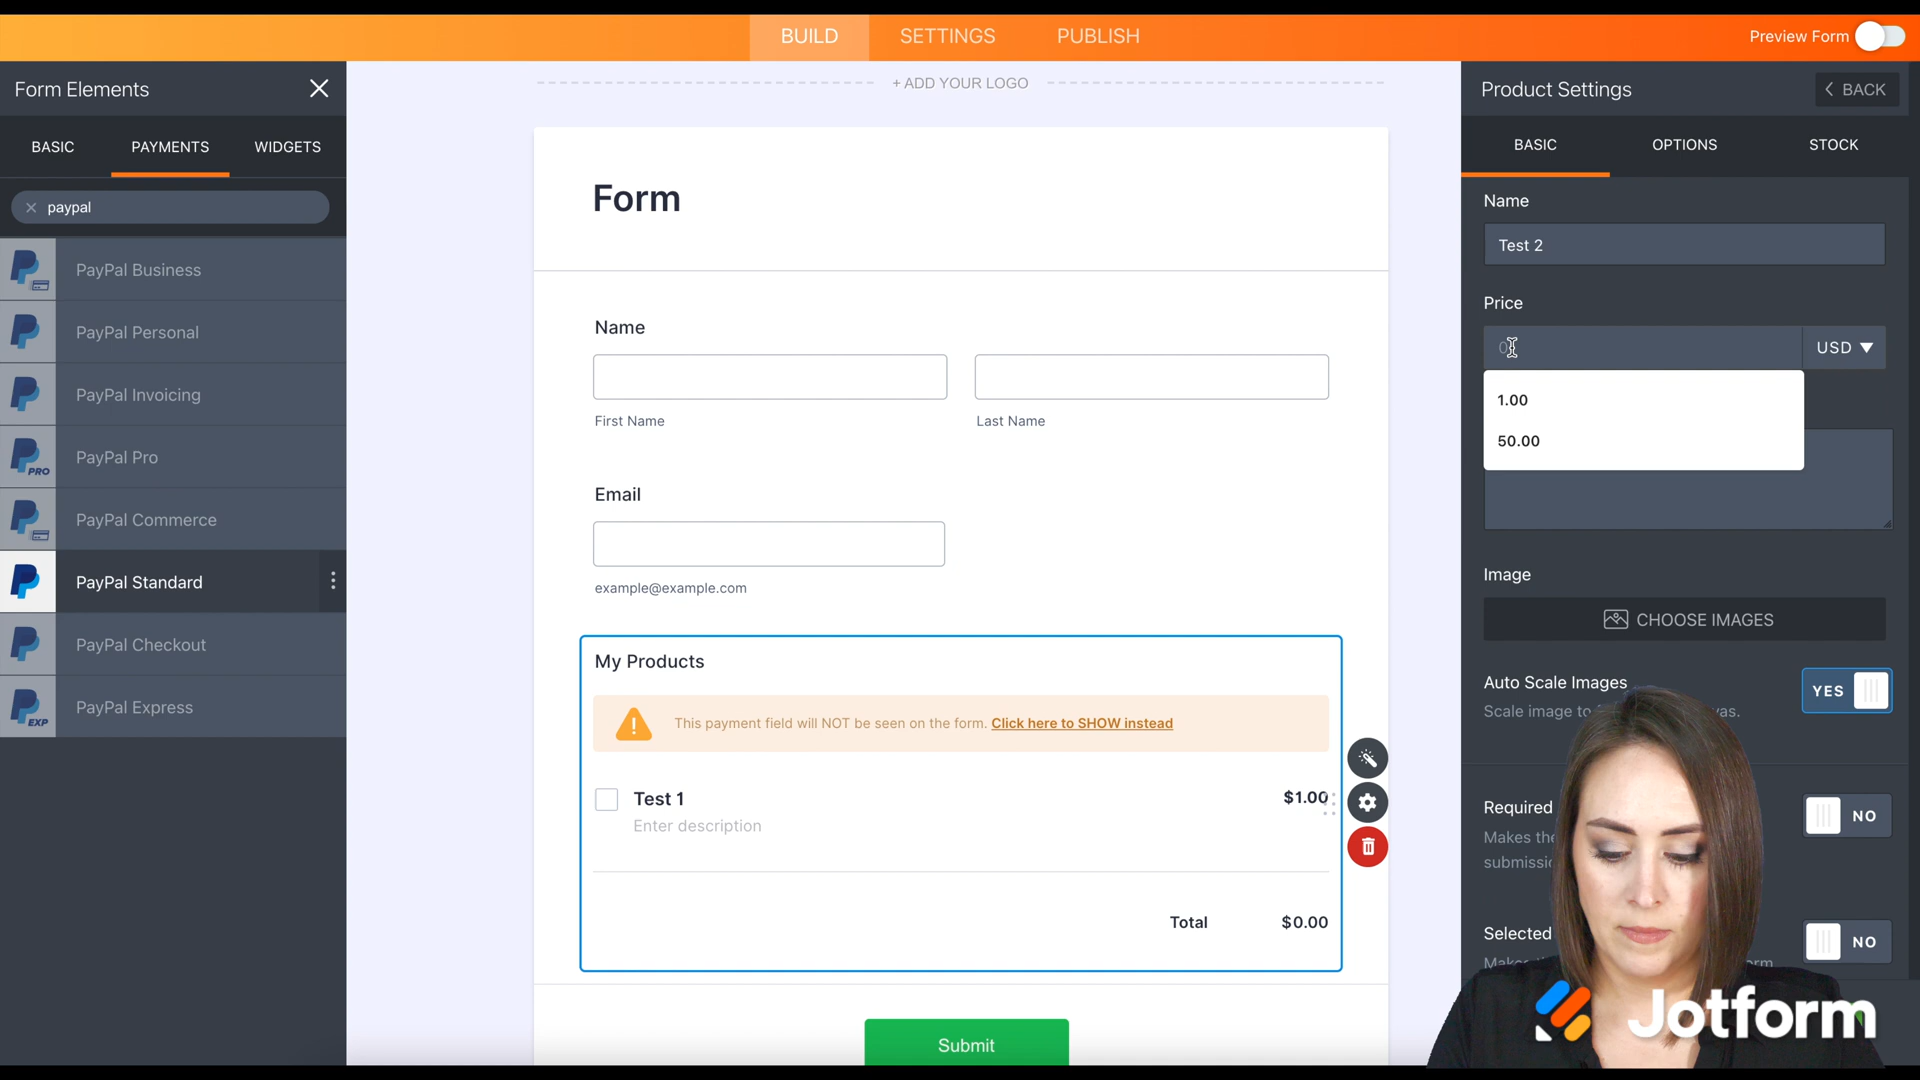 BUILD
SETTINGS
PUBLISH
Preview Form
Form Elements
BASIC
PAYMENTS
WIDGETS
paypal
PayPal Business
PayPal Personal
PayPal Invoicing
PRO
PayPal Pro
PayPal Commerce
PayPal Standard
PayPal Checkout
EXP
PayPal Express
+ ADD YOUR LOGO
Form
Name
First Name
Last Name
Email
example@example.com
My Products
This payment field will NOT be seen on the form. Click here to SHOW instead
Test 1
$1.00
Enter description
Total
$0.00
Submit
Product Settings
BACK
BASIC
OPTIONS
STOCK
Name
Test 2
Price
USD
1.00
50.00
Image
CHOOSE IMAGES
Auto Scale Images
YES
Scale image to
Required
NO
Makes the
Selected
NO
Jotform